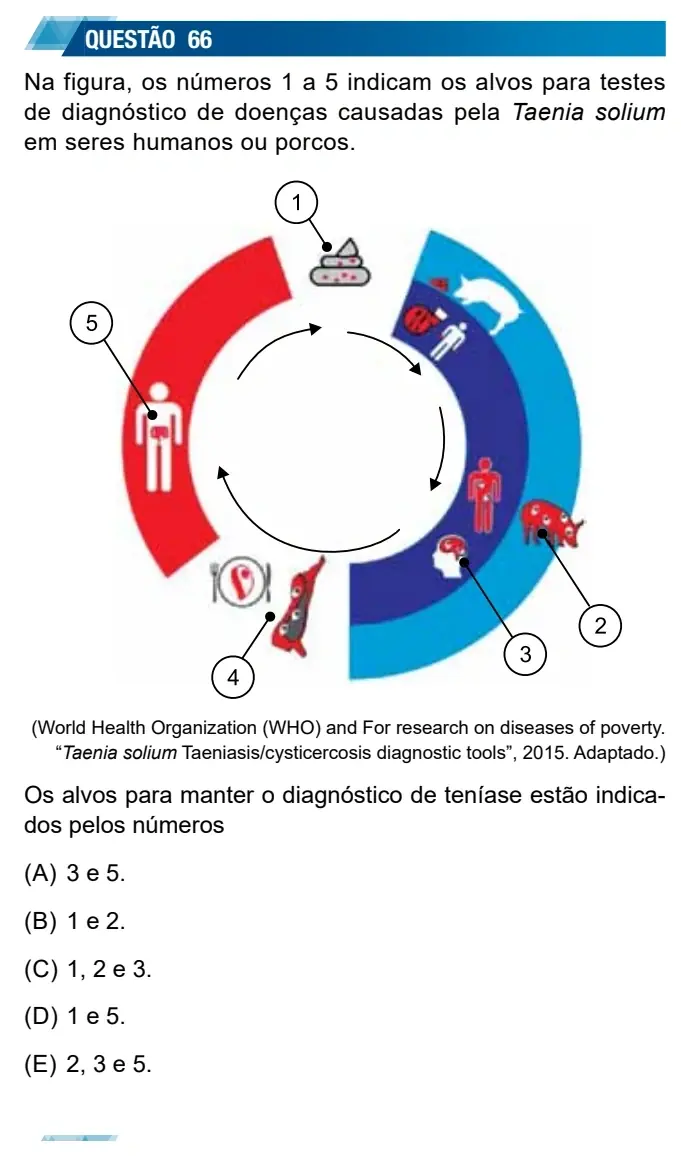 QUESTÃO 66
Na figura, os números 1 a 5 indicam os alvos para testes
de diagnóstico de doenças causadas pela Taenia solium
em seres humanos ou porcos.
1
5
2
3
4
(World Health Organization (WHO) and For research on diseases of poverty.
“Taenia solium Taeniasis/cysticercosis diagnostic tools”, 2015. Adaptado.)
Os alvos para manter o diagnóstico de teníase estão indica-
dos pelos números
(A) 3 e 5.
(B) 1 e 2.
(C) 1, 2 e 3.
(D) 1 e 5.
(E) 2, 3 e 5.